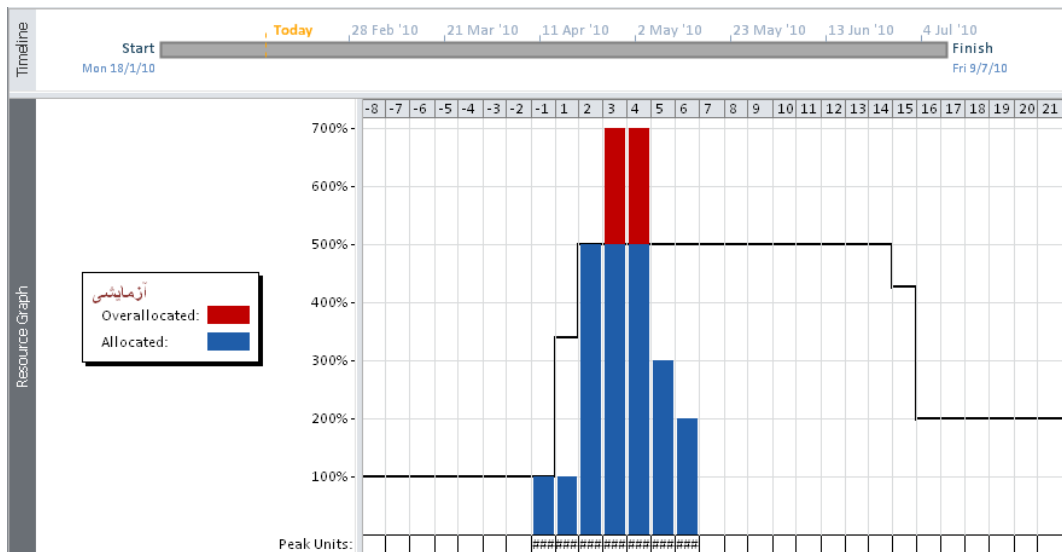 Timeline
Today 28 Feb '10 21 Mar '10 11 Apr '10 2 May '10 23 May '10 13 Jun '10 4 Jul '10
Start Finish
Mon 18/1/10 Fri 9/7/10
Resource Graph
-8 -7 -6 -5 -4 -3 -2 -1 1 2 3 4 5 6 7 8 9 10 11 12 13 14 15 16 17 18 19 20 21
700%
600%
500%
400%
300%
200%
100%
آزمایشی
Overallocated:
Allocated:
Peak Units: ### ### ### ### ### ### ###